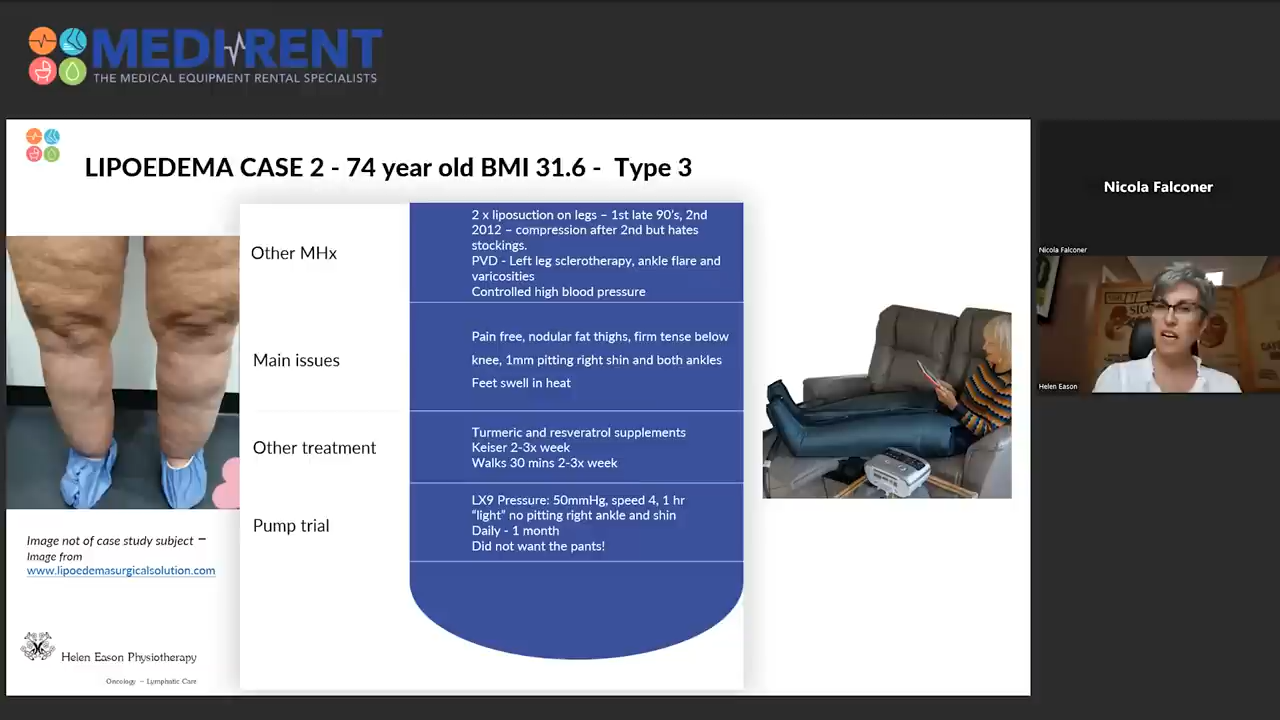 MEDI RENT
THE MEDICAL EQUIPMENT RENTAL SPECIALISTS
LIPOEDEMA CASE 2 - 74 year old BMI 31.6 - Type 3
Other MHx
2 x liposuction on legs – 1st late 90's, 2nd
2012 – compression after 2nd but hates
stockings.
PVD - Left leg sclerotherapy, ankle flare and
varicosities
Controlled high blood pressure
Main issues
Pain free, nodular fat thighs, firm tense below
knee, 1mm pitting right shin and both ankles
Feet swell in heat
Other treatment
Turmeric and resveratrol supplements
Keiser 2-3x week
Walks 30 mins 2-3x week
Pump trial
LX9 Pressure: 50mmHg, speed 4, 1 hr
“light” no pitting right ankle and shin
Daily - 1 month
Did not want the pants!
Image not of case study subject –
Image from
www.lipoedemasurgicalsolution.com
Helen Eason Physiotherapy
Oncology – Lymphatic Care
Nicola Falconer
Nicola Falconer
Helen Eason